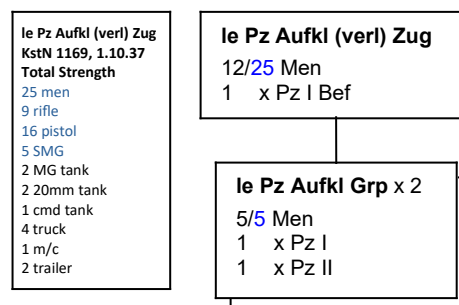 le Pz Aufkl (verl) Zug
KstN 1169, 1.10.37
Total Strength
25 men
9 rifle
16 pistol
5 SMG
2 MG tank
2 20mm tank
1 cmd tank
4 truck
1 m/c
2 trailer
le Pz Aufkl (verl) Zug
12/25 Men
1 x Pz I Bef
le Pz Aufkl Grp x 2
5/5 Men
1 x Pz I
1 x Pz II